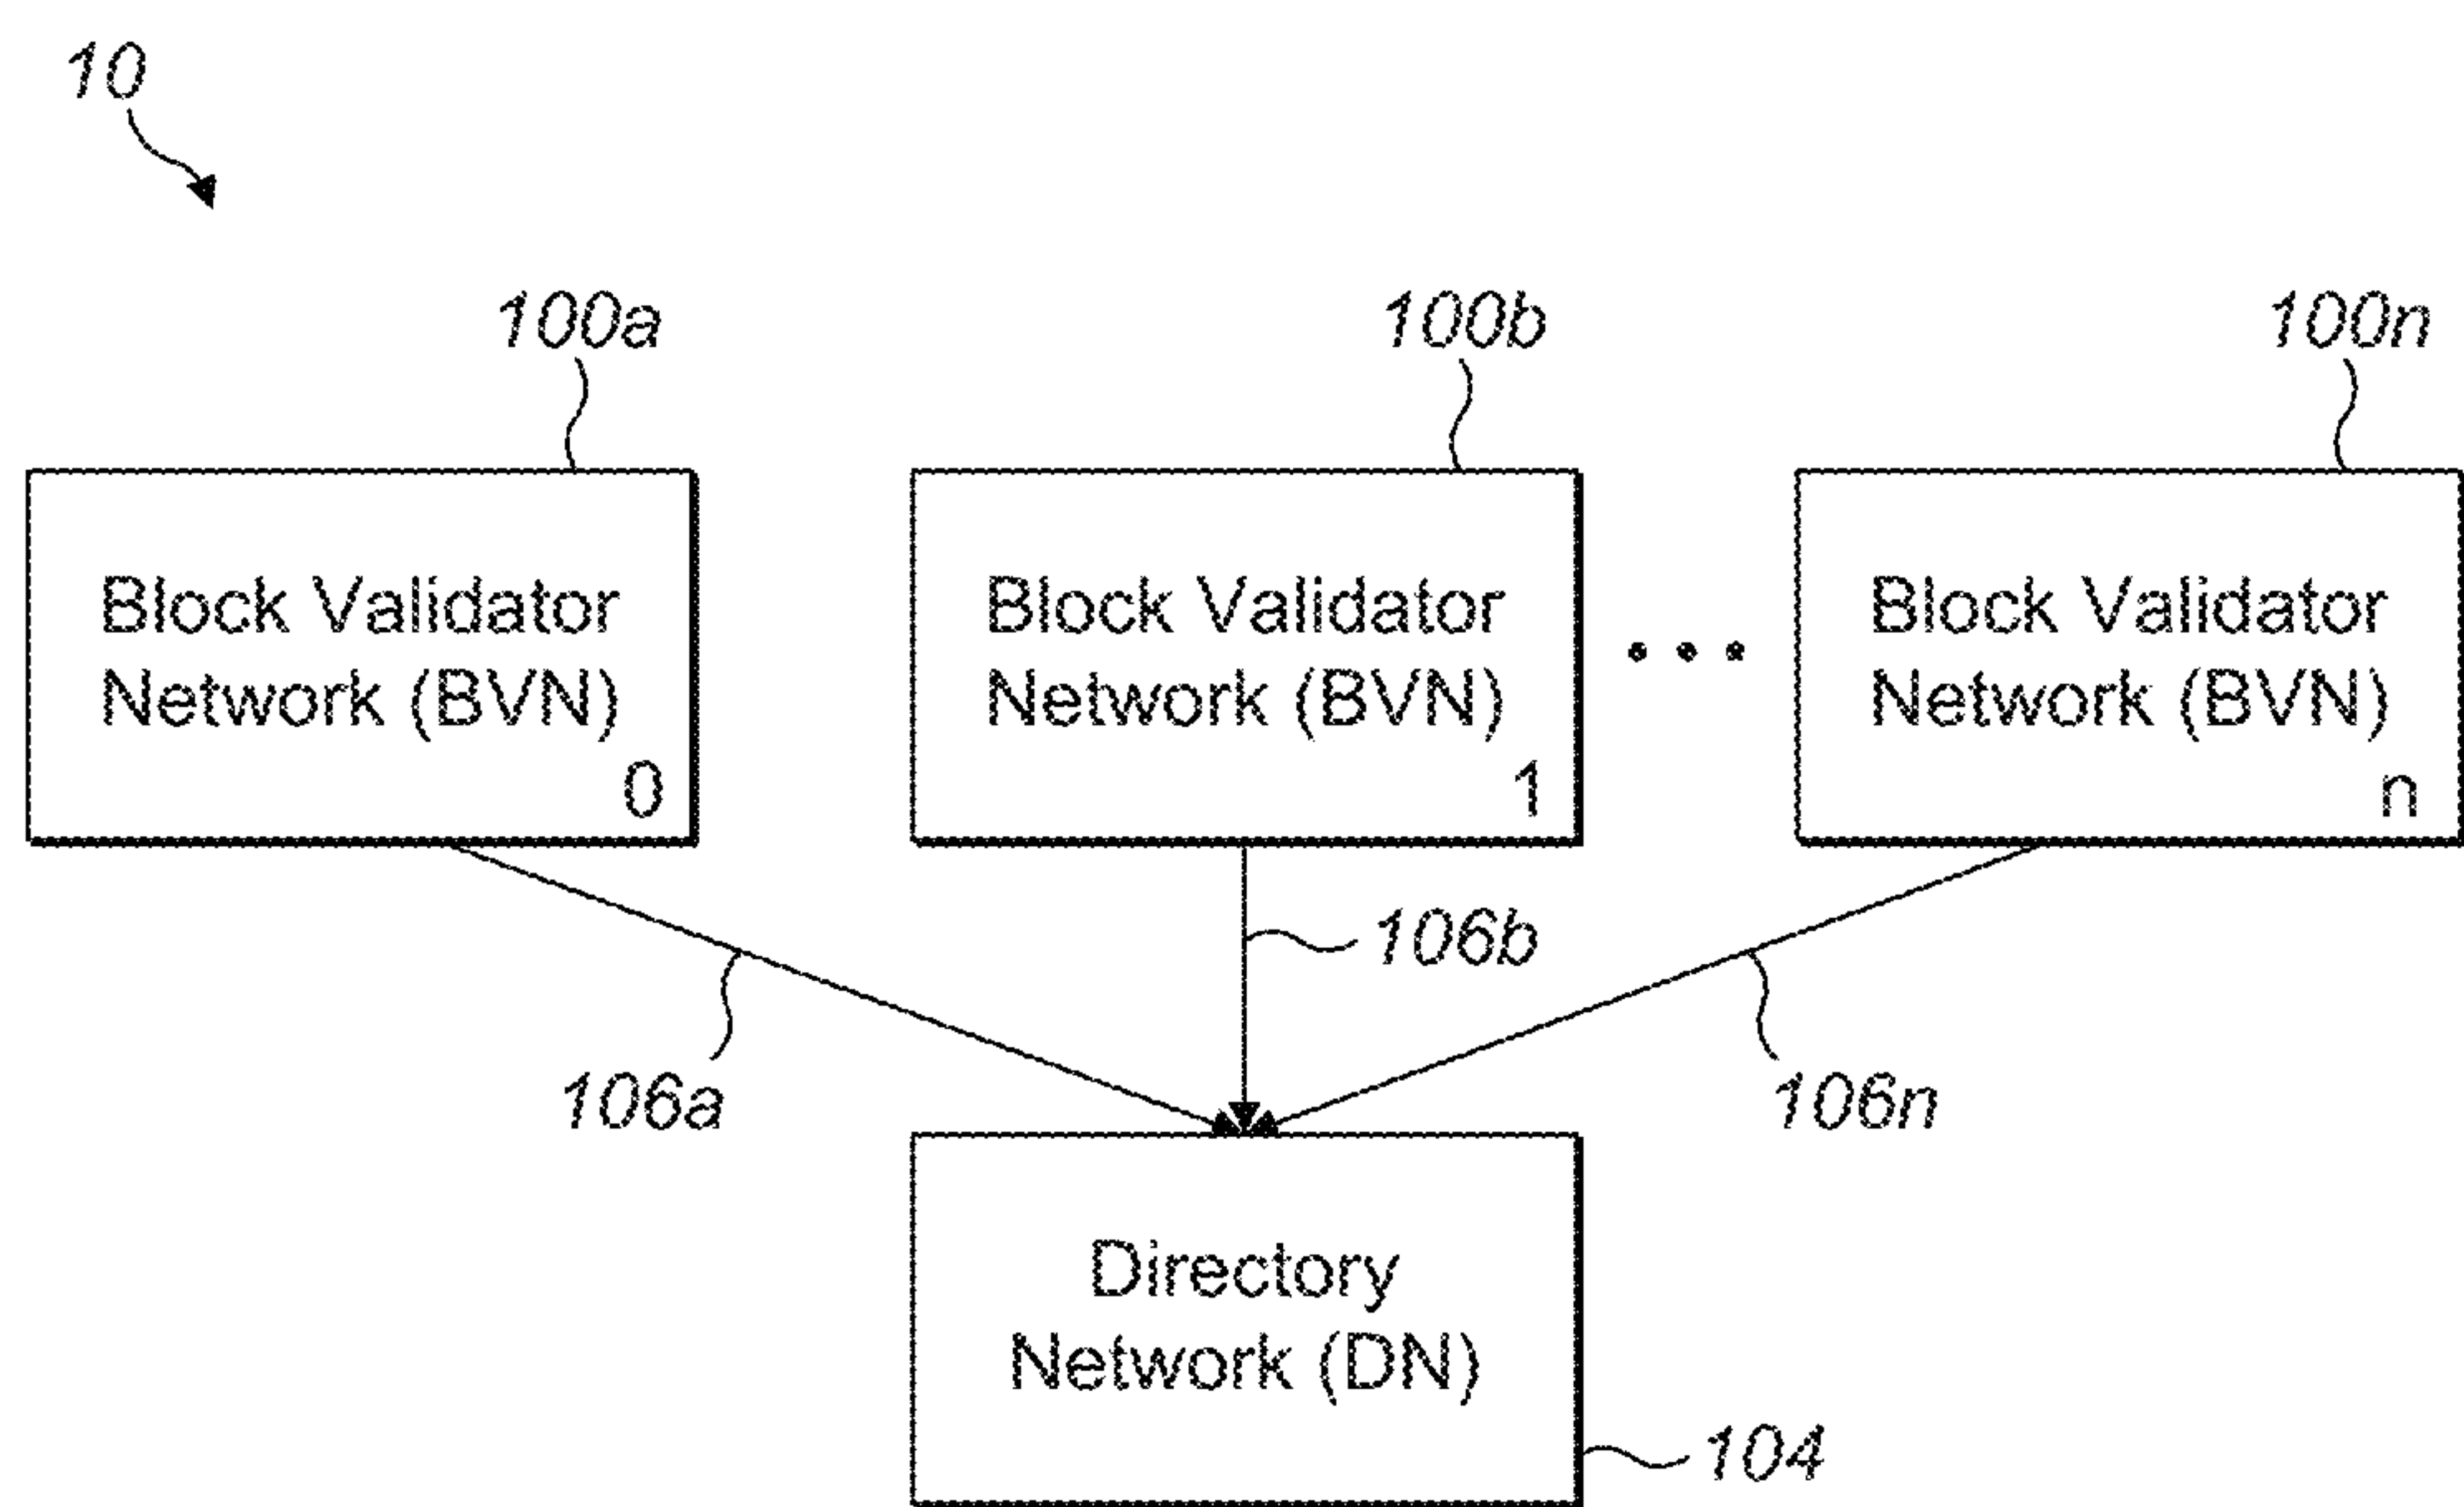 10
100a
100b
100n
Block Validator
Network (BVN)
0
Block Validator
Network (BVN)
1
• • •
Block Validator
Network (BVN)
n
106a
106b
106n
Directory
Network (DN)
104